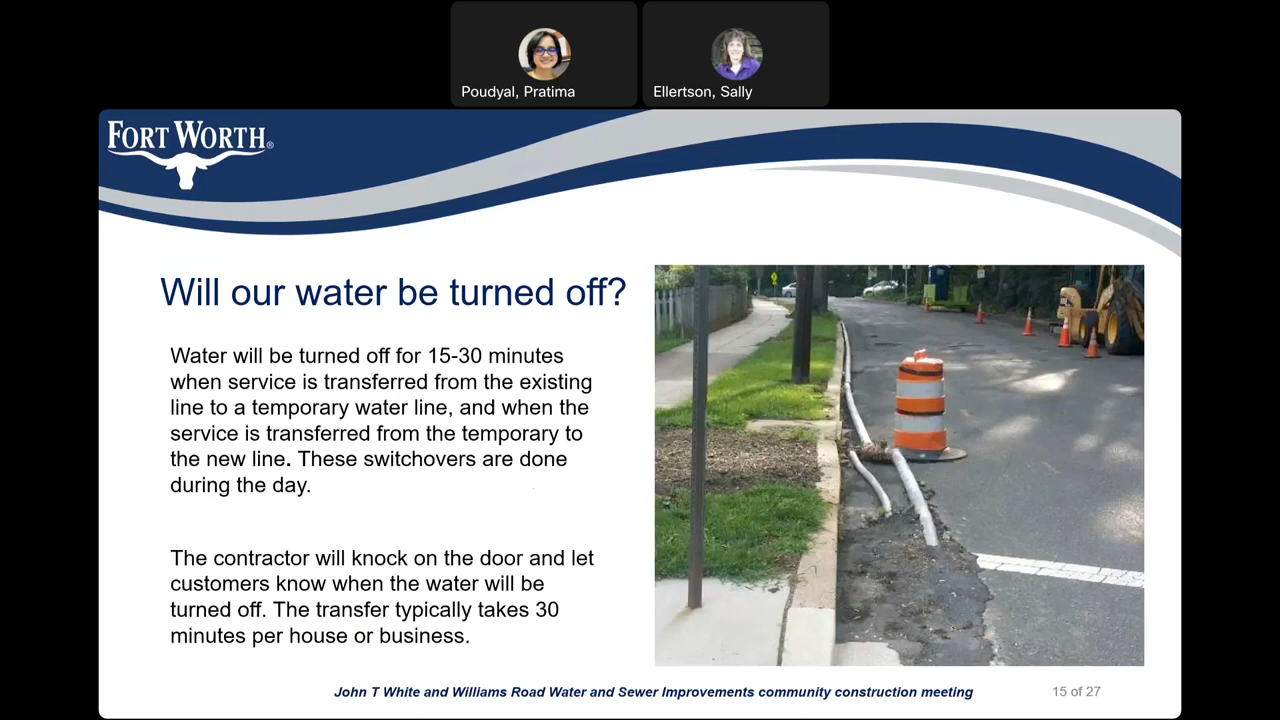 Poudyal, Pratima
Ellertson, Sally
FORT WORTH®
Will our water be turned off?
Water will be turned off for 15-30 minutes
when service is transferred from the existing
line to a temporary water line, and when the
service is transferred from the temporary to
the new line. These switchovers are done
during the day.
The contractor will knock on the door and let
customers know when the water will be
turned off. The transfer typically takes 30
minutes per house or business.
John T White and Williams Road Water and Sewer Improvements community construction meeting
15 of 27